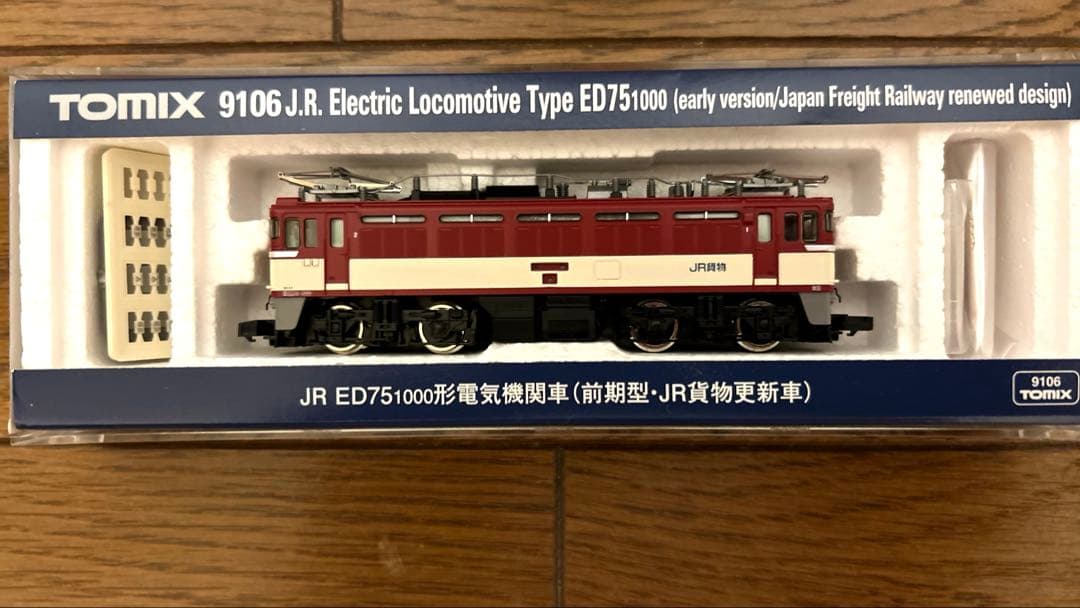 TOMIX 9106 J.R. Electric Locomotive Type ED751000 (early version/Japan Freight Railway renewed design)
2
1
JR貨物
JR ED751000形電気機関車(前期型・JR貨物更新車)
9106
TOMIX